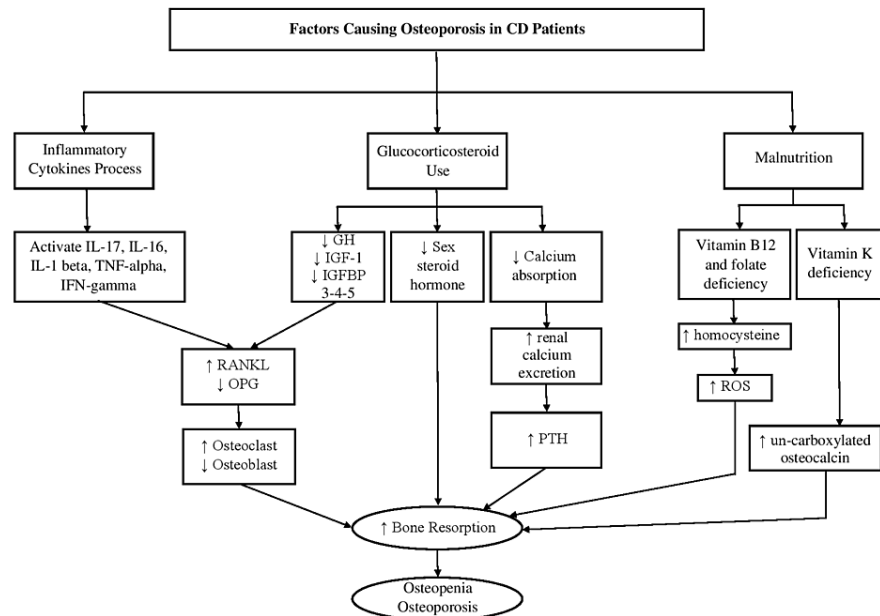 Factors Causing Osteoporosis in CD Patients
Inflammatory
Cytokines Process
Glucocorticosteroid
Use
Malnutrition
Activate IL-17, IL-16,
IL-1 beta, TNF-alpha,
IFN-gamma
↓ GH
↓ IGF-1
↓ IGFBP
3-4-5
↓ Sex
steroid
hormone
↓ Calcium
absorption
Vitamin B12
and folate
deficiency
Vitamin K
deficiency
↑ renal
calcium
excretion
↑ homocysteine
↑ RANKL
↓ OPG
↑ ROS
↑ Osteoclast
↓ Osteoblast
↑ PTH
↑ un-carboxylated
osteocalcin
↑ Bone Resorption
Osteopenia
Osteoporosis